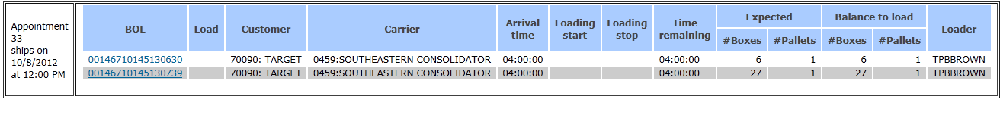 Appointment
33
ships on
10/8/2012
at 12:00 PM
BOL Load Customer Carrier Arrival time Loading start Loading stop Time remaining Expected Balance to load Loader
#Boxes #Pallets #Boxes #Pallets
00146710145130630 70090: TARGET 0459:SOUTHEASTERN CONSOLIDATOR 04:00:00 04:00:00 6 1 6 1 TPBBROWN
00146710145130739 70090: TARGET 0459:SOUTHEASTERN CONSOLIDATOR 04:00:00 04:00:00 27 1 27 1 TPBBROWN